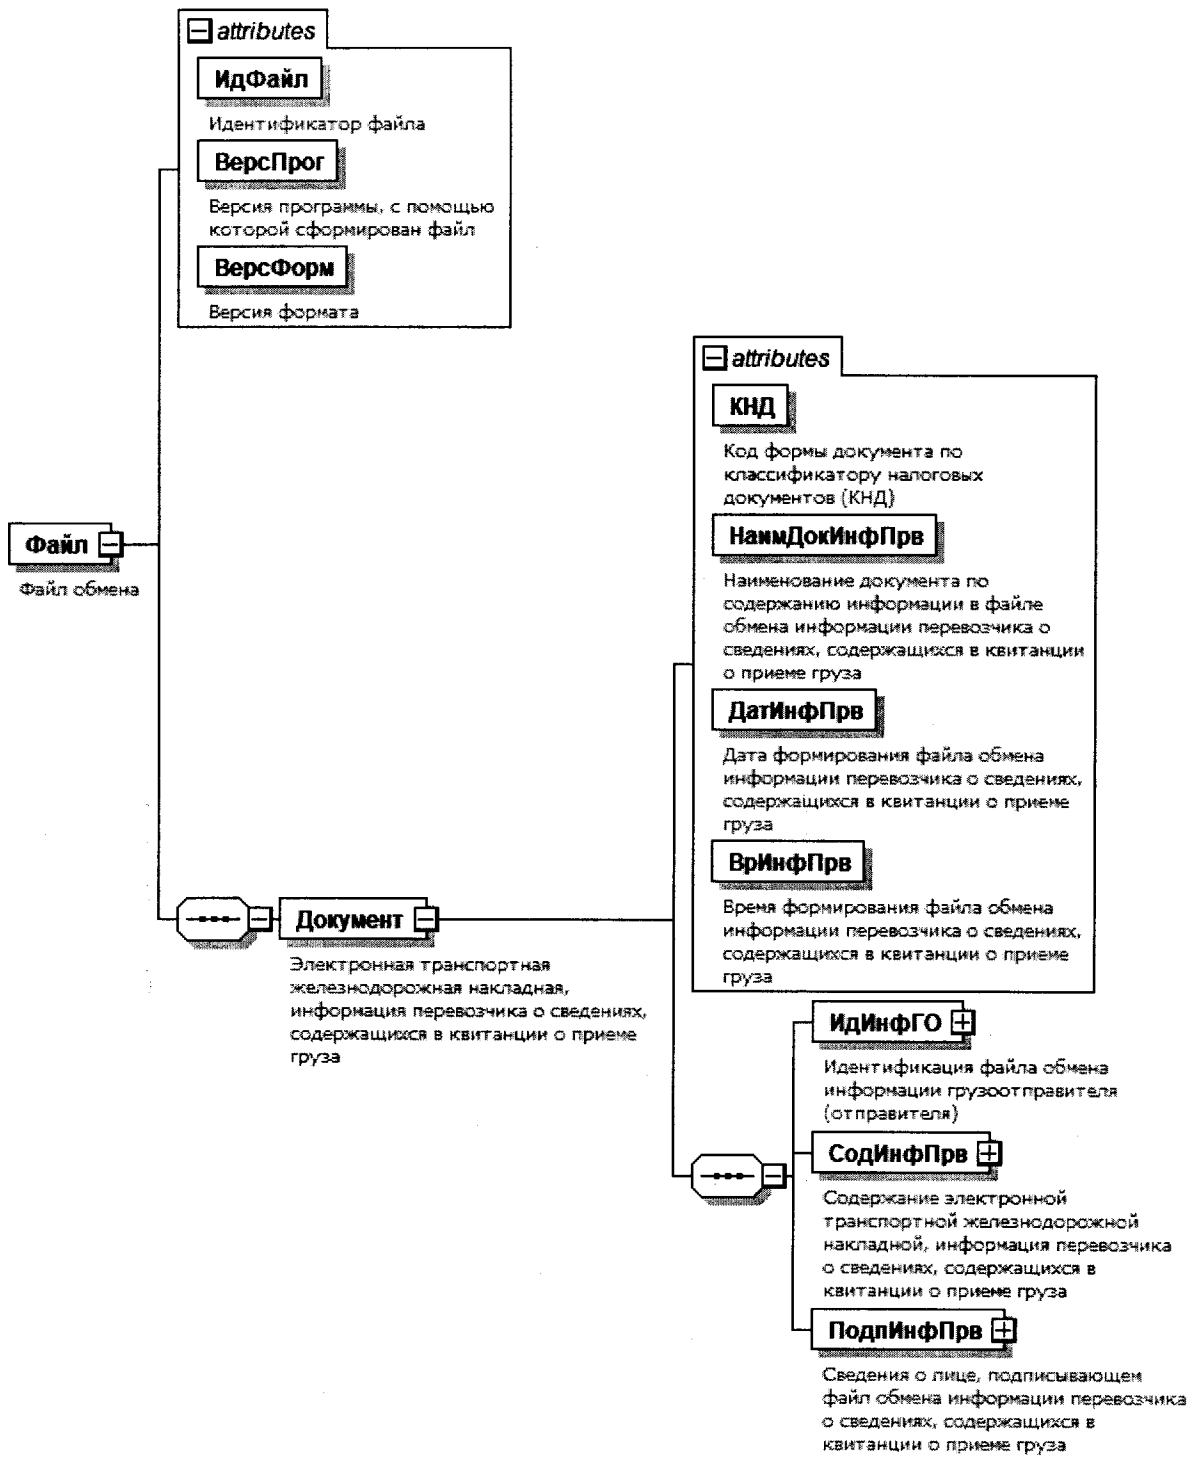 attributes
ИдФайл
Идентификатор файла
ВерсПрог
Версия программы, с помощью
которой сформирован файл
ВерсФорм
Версия формата
Файл
Файл обмена
attributes
КНД
Код формы документа по
классификатору налоговых
документов (КНД)
НаимДокИнфПрв
Наименование документа по
содержанию информации в файле
обмена информации перевозчика о
сведениях, содержащихся в квитанции
о приеме груза
ДатИнфПрв
Дата формирования файла обмена
информации перевозчика о сведениях,
содержащихся в квитанции о приеме
груза
ВрИнфПрв
Время формирования файла обмена
информации перевозчика о сведениях,
содержащихся в квитанции о приеме
груза
Документ
Электронная транспортная
железнодорожная накладная,
информация перевозчика о сведениях,
содержащихся в квитанции о приеме
груза
ИдИнфГО
Идентификация файла обмена
информации грузоотправителя
(отправителя)
СодИнфПрв
Содержание электронной
транспортной железнодорожной
накладной, информация перевозчика
о сведениях, содержащихся в
квитанции о приеме груза
ПодпИнфПрв
Сведения о лице, подписывающем
файл обмена информации перевозчика
о сведениях, содержащихся в
квитанции о приеме груза